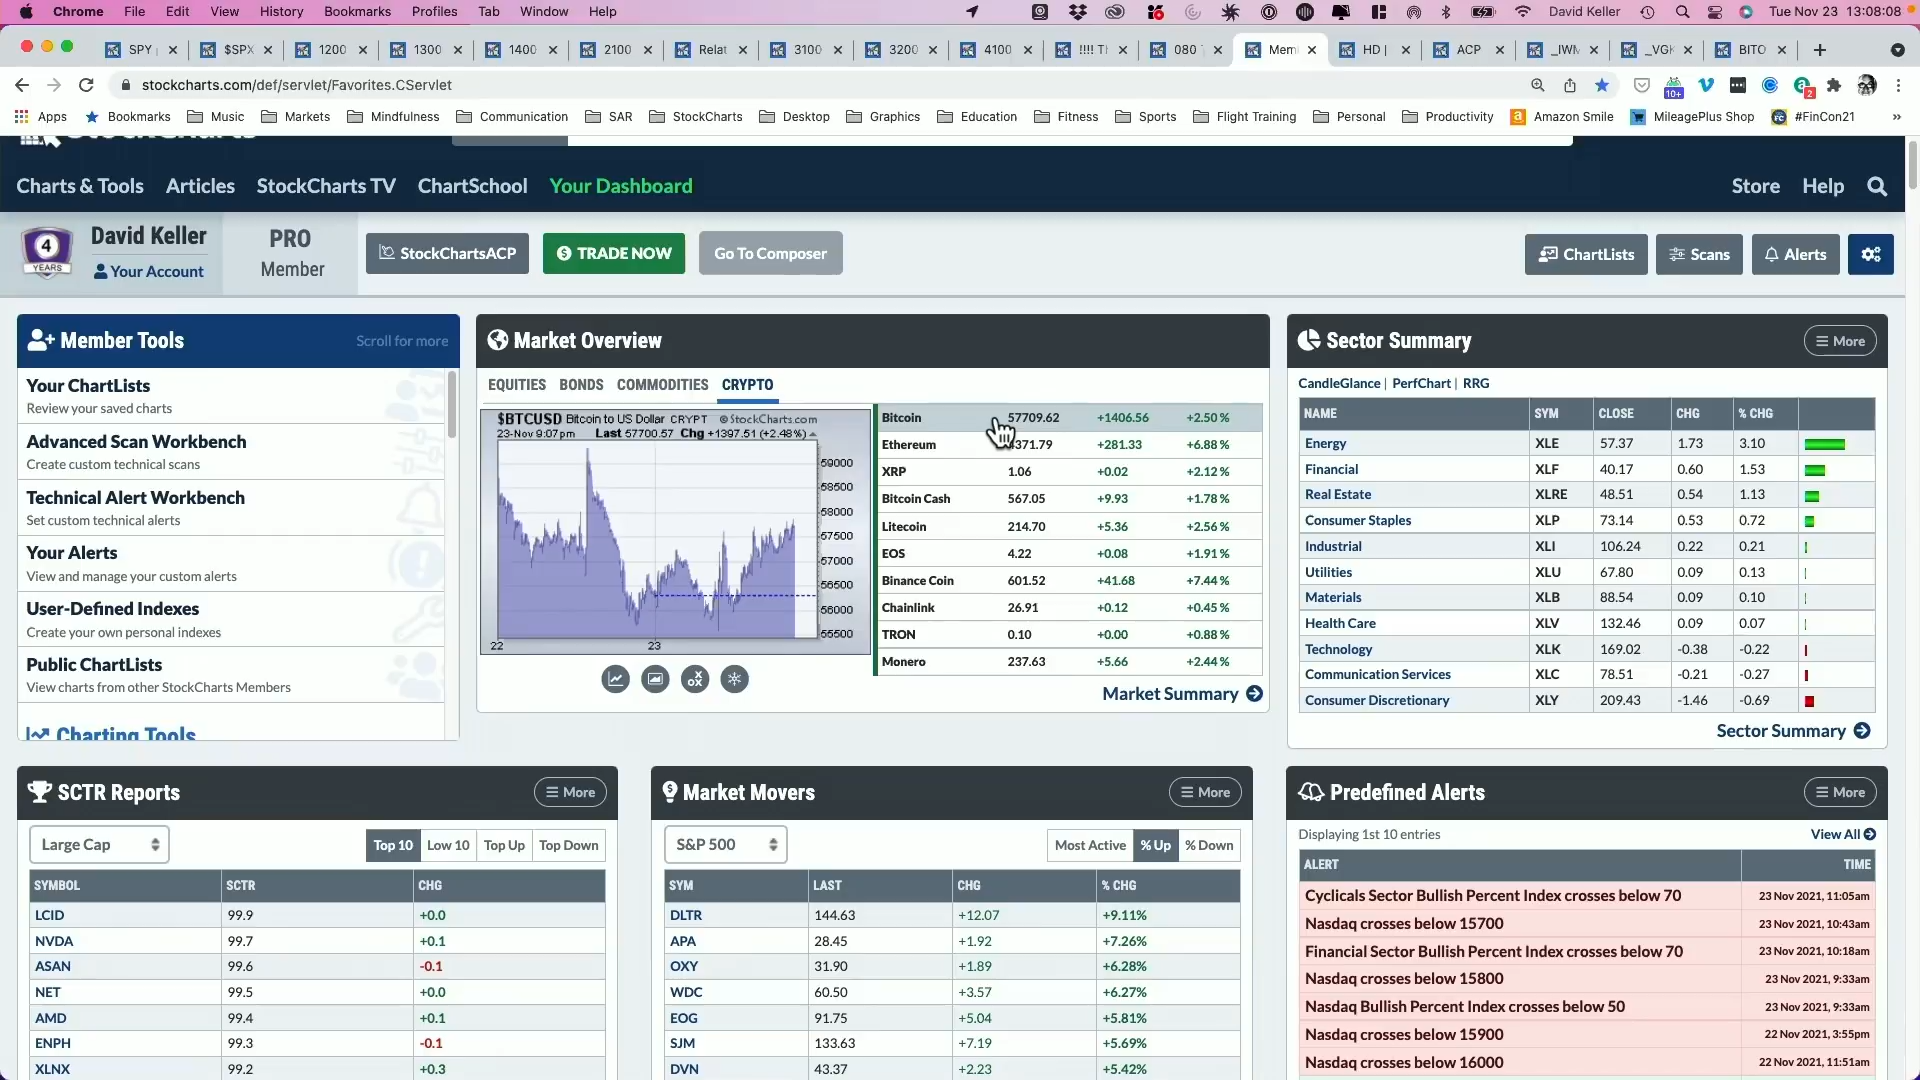 Chrome File Edit View History Bookmarks Profiles Tab Window Help David Keller Tue Nov 23 13:08:08
SPY $SPX 1200 1300 1400 2100 Relat 3100 3200 4100 !!!! Th 080 Mem HD | ACP _IWM _VGK BITO
stockcharts.com/def/servlet/Favorites.CServlet 10+ 2
Apps Bookmarks Music Markets Mindfulness Communication SAR StockCharts Desktop Graphics Education Fitness Sports Flight Training Personal Productivity Amazon Smile MileagePlus Shop #FinCon21 »
StockCharts
Charts & Tools Articles StockCharts TV ChartSchool Your Dashboard Store Help
4 YEARS
David Keller
Your Account
PRO
Member
StockChartsACP TRADE NOW Go To Composer ChartLists Scans Alerts
Member Tools Scroll for more
Your ChartLists
Review your saved charts
Advanced Scan Workbench
Create custom technical scans
Technical Alert Workbench
Set custom technical alerts
Your Alerts
View and manage your custom alerts
User-Defined Indexes
Create your own personal indexes
Public ChartLists
View charts from other StockCharts Members
Charting Tools
Market Overview
EQUITIES BONDS COMMODITIES CRYPTO
$BTCUSD Bitcoin to US Dollar CRYPT © StockCharts.com
23-Nov 9:07pm Last 57700.57 Chg +1397.51 (+2.48%)
59000
58500
58000
57500
57000
56500
56000
55500
22 23
Bitcoin 57709.62 +1406.56 +2.50 %
Ethereum 4371.79 +281.33 +6.88 %
XRP 1.06 +0.02 +2.12 %
Bitcoin Cash 567.05 +9.93 +1.78 %
Litecoin 214.70 +5.36 +2.56 %
EOS 4.22 +0.08 +1.91 %
Binance Coin 601.52 +41.68 +7.44 %
Chainlink 26.91 +0.12 +0.45 %
TRON 0.10 +0.00 +0.88 %
Monero 237.63 +5.66 +2.44 %
Market Summary
Sector Summary More
CandleGlance | PerfChart | RRG
NAME SYM CLOSE CHG % CHG
Energy XLE 57.37 1.73 3.10
Financial XLF 40.17 0.60 1.53
Real Estate XLRE 48.51 0.54 1.13
Consumer Staples XLP 73.14 0.53 0.72
Industrial XLI 106.24 0.22 0.21
Utilities XLU 67.80 0.09 0.13
Materials XLB 88.54 0.09 0.10
Health Care XLV 132.46 0.09 0.07
Technology XLK 169.02 -0.38 -0.22
Communication Services XLC 78.51 -0.21 -0.27
Consumer Discretionary XLY 209.43 -1.46 -0.69
Sector Summary
SCTR Reports More
Large Cap Top 10 Low 10 Top Up Top Down
SYMBOL SCTR CHG
LCID 99.9 +0.0
NVDA 99.7 +0.1
ASAN 99.6 -0.1
NET 99.5 +0.0
AMD 99.4 +0.1
ENPH 99.3 -0.1
XLNX 99.2 +0.3
Market Movers More
S&P 500 Most Active % Up % Down
SYM LAST CHG % CHG
DLTR 144.63 +12.07 +9.11%
APA 28.45 +1.92 +7.26%
OXY 31.90 +1.89 +6.28%
WDC 60.50 +3.57 +6.27%
EOG 91.75 +5.04 +5.81%
SJM 133.63 +7.19 +5.69%
DVN 43.37 +2.23 +5.42%
Predefined Alerts More
Displaying 1st 10 entries View All
ALERT TIME
Cyclicals Sector Bullish Percent Index crosses below 70 23 Nov 2021, 11:05am
Nasdaq crosses below 15700 23 Nov 2021, 10:43am
Financial Sector Bullish Percent Index crosses below 70 23 Nov 2021, 10:18am
Nasdaq crosses below 15800 23 Nov 2021, 9:33am
Nasdaq Bullish Percent Index crosses below 50 23 Nov 2021, 9:33am
Nasdaq crosses below 15900 22 Nov 2021, 3:55pm
Nasdaq crosses below 16000 22 Nov 2021, 11:51am